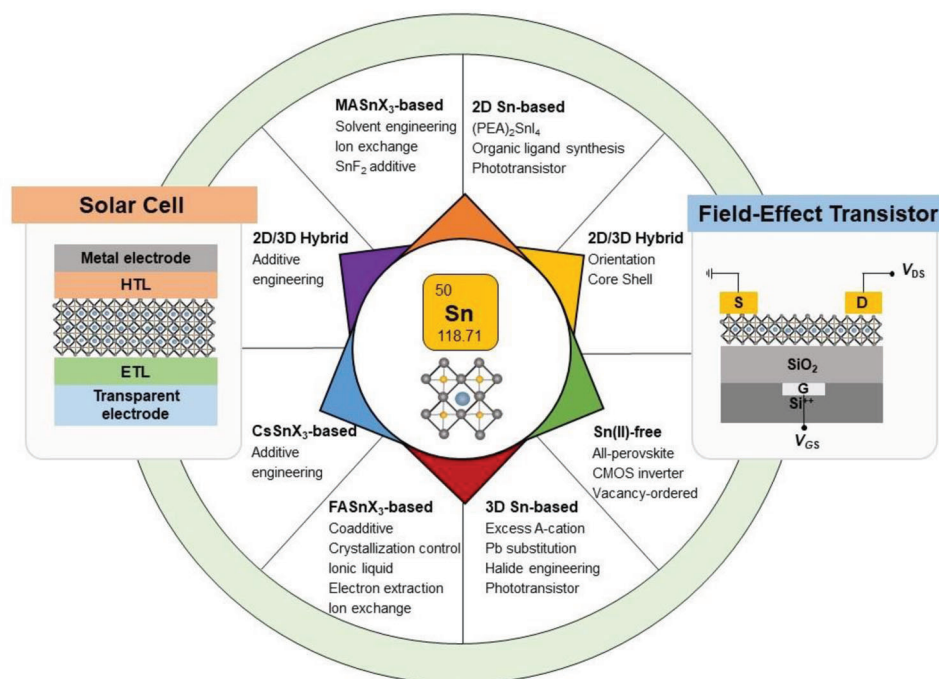 MASnX₃-based
Solvent engineering
Ion exchange
SnF₂ additive
2D Sn-based
(PEA)₂SnI₄
Organic ligand synthesis
Phototransistor
Solar Cell
Metal electrode
HTL
ETL
Transparent
electrode
2D/3D Hybrid
Additive
engineering
50
Sn
118.71
2D/3D Hybrid
Orientation
Core Shell
Field-Effect Transistor
V_DS
S
D
SiO₂
G
Si⁺⁺
V_GS
CsSnX₃-based
Additive
engineering
Sn(II)-free
All-perovskite
CMOS inverter
Vacancy-ordered
FASnX₃-based
Coadditive
Crystallization control
Ionic liquid
Electron extraction
Ion exchange
3D Sn-based
Excess A-cation
Pb substitution
Halide engineering
Phototransistor